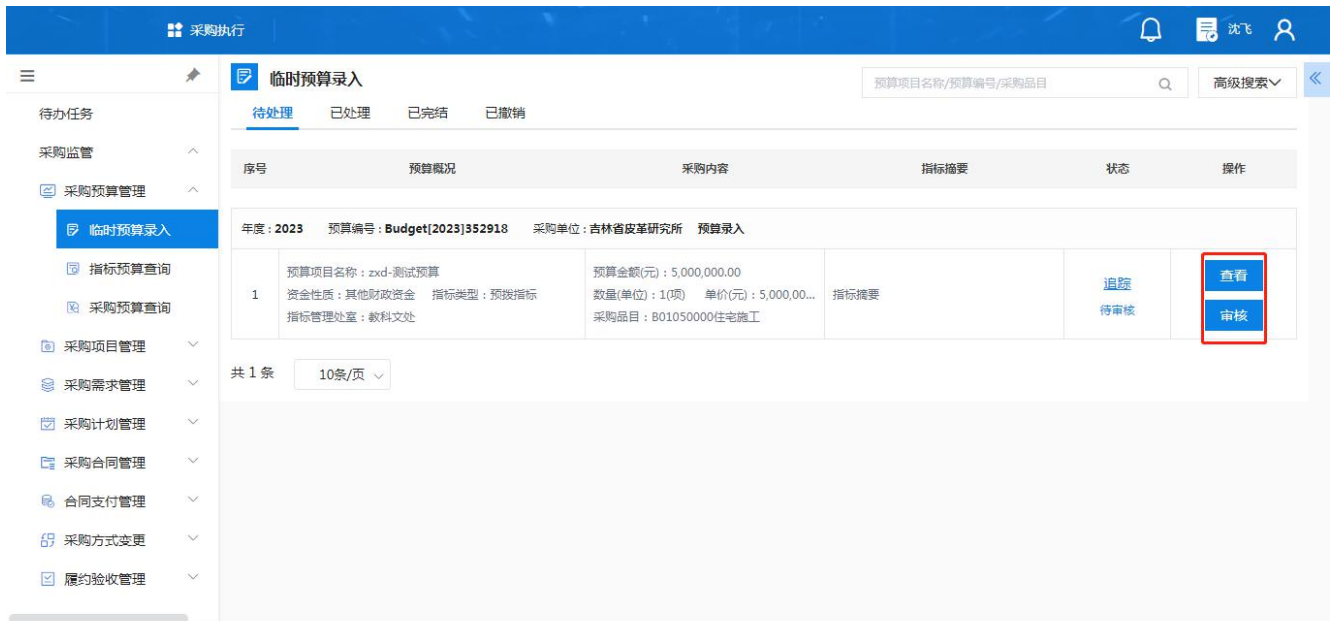 采购执行
沈飞
待办任务
采购监管
采购预算管理
临时预算录入
指标预算查询
采购预算查询
采购项目管理
采购需求管理
采购计划管理
采购合同管理
合同支付管理
采购方式变更
履约验收管理
临时预算录入
预算项目名称/预算编号/采购品目
高级搜索
待处理 已处理 已完结 已撤销
序号 预算概况 采购内容 指标摘要 状态 操作
年度:2023 预算编号:Budget[2023]352918 采购单位:吉林省皮革研究所 预算录入
1
预算项目名称:zxd-测试预算
资金性质:其他财政资金 指标类型:预拨指标
指标管理处室:教科文处
预算金额(元):5,000,000.00
数量(单位):1(项) 单价(元):5,000,00...
采购品目:B01050000住宅施工
指标摘要
追踪
待审核
查看
审核
共 1 条 10条/页